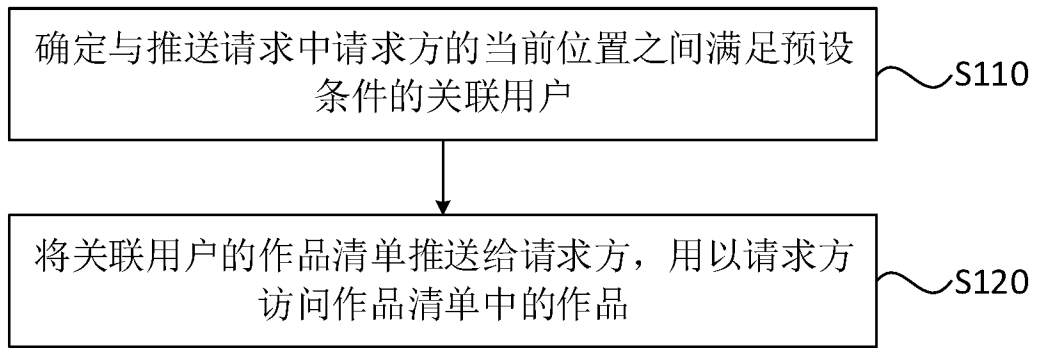 确定与推送请求中请求方的当前位置之间满足预设
条件的关联用户
S110
将关联用户的作品清单推送给请求方，用以请求方
访问作品清单中的作品
S120